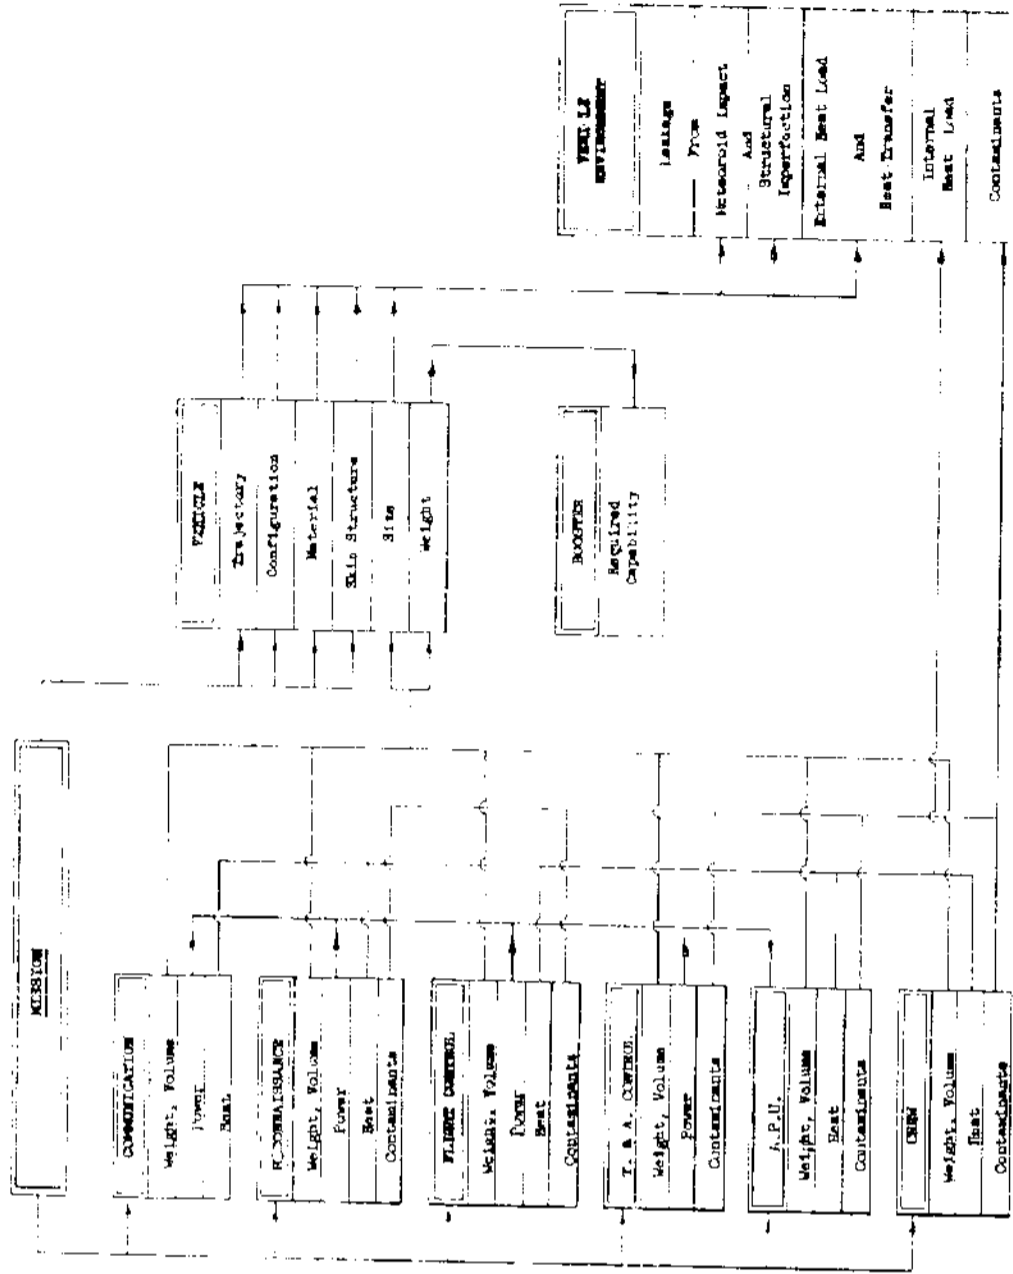 MISSION
COMMUNICATION
Weight, Volume
Power
Heat
RECONNAISSANCE
Weight, Volume
Power
Heat
Contaminants
FLIGHT CONTROL
Weight, Volume
Power
Heat
Contaminants
T. & A. CONTROL
Weight, Volume
Power
Contaminants
A.P.U.
Weight, Volume
Heat
Contaminants
CREW
Weight, Volume
Heat
Contaminants
VEHICLE
Trajectory
Configuration
Material
Skin Structure
Size
Weight
BOOSTER
Required
Capability
VEHICLE
ENVIRONMENT
Leakage
From
Meteoroid Impact
And
Structural
Imperfection
External Heat Load
And
Heat Transfer
Internal
Heat Load
Contaminants